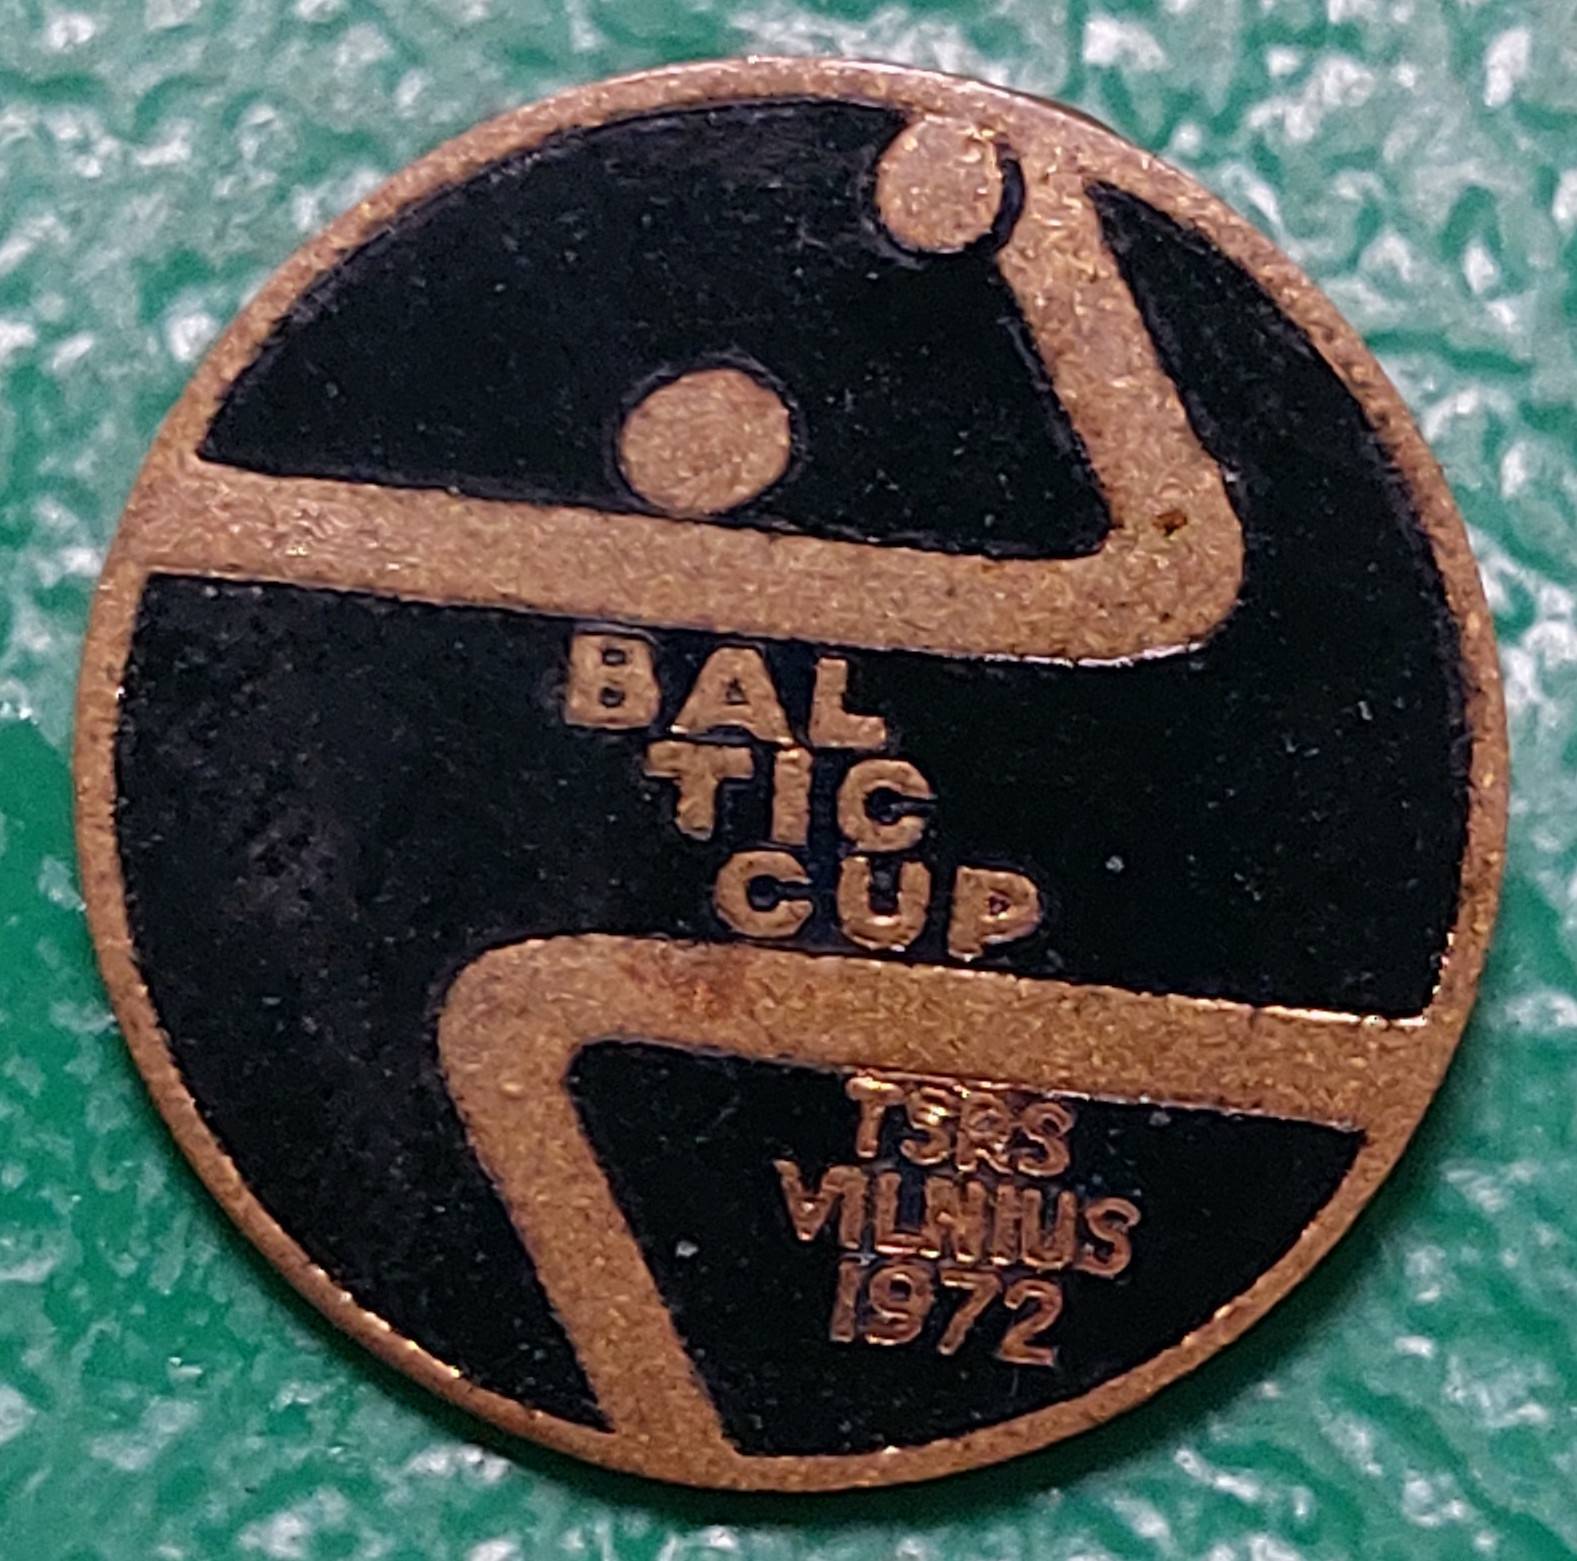 BAL
TIC
CUP
TSRS
VILNIUS
1972